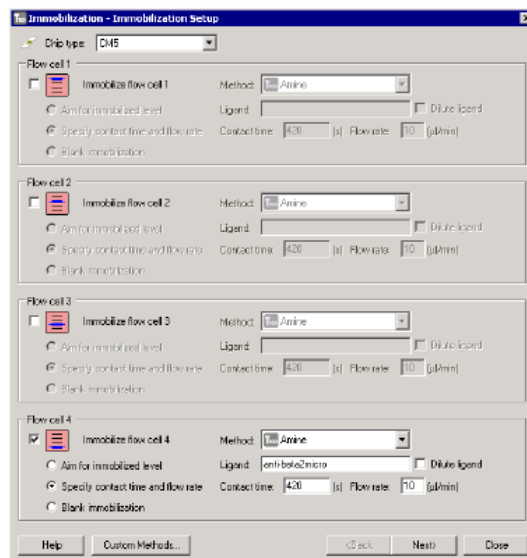 Immobilization - Immobilization Setup
Chip type: CM5
Flow cell 1
Immobilize flow cell 1 Method: Amine
Aim for immobilized level Ligand: Dilute ligand
Specify contact time and flow rate Contact time: 420 (s) Flow rate: 10 (µl/min)
Blank immobilization
Flow cell 2
Immobilize flow cell 2 Method: Amine
Aim for immobilized level Ligand: Dilute ligand
Specify contact time and flow rate Contact time: 420 (s) Flow rate: 10 (µl/min)
Blank immobilization
Flow cell 3
Immobilize flow cell 3 Method: Amine
Aim for immobilized level Ligand: Dilute ligand
Specify contact time and flow rate Contact time: 420 (s) Flow rate: 10 (µl/min)
Blank immobilization
Flow cell 4
Immobilize flow cell 4 Method: Amine
Aim for immobilized level Ligand: anti-beta2micro Dilute ligand
Specify contact time and flow rate Contact time: 420 (s) Flow rate: 10 (µl/min)
Blank immobilization
Help Custom Methods... <Back Next> Close